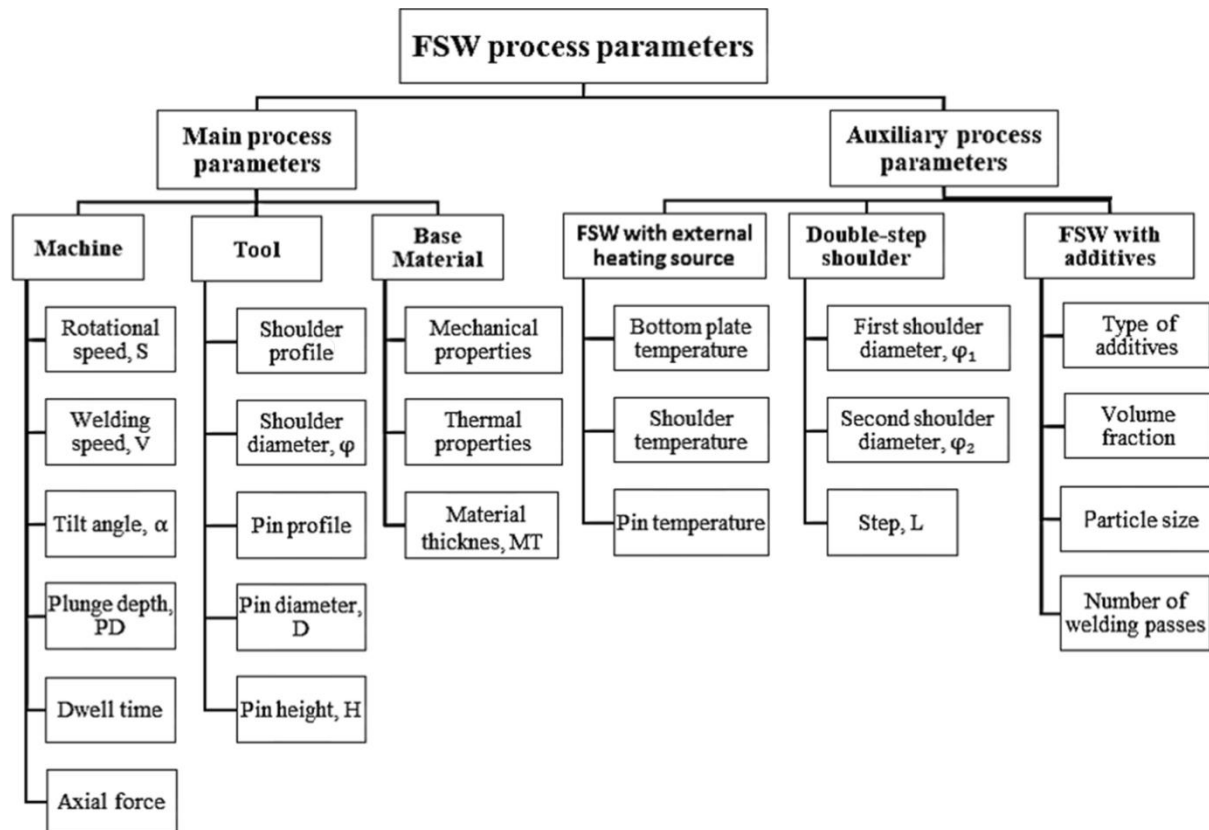 FSW process parameters
Main process
parameters
Auxiliary process
parameters
Machine
Tool
Base
Material
FSW with external
heating source
Double-step
shoulder
FSW with
additives
Rotational
speed, S
Welding
speed, V
Tilt angle, α
Plunge depth,
PD
Dwell time
Axial force
Shoulder
profile
Shoulder
diameter, φ
Pin profile
Pin diameter,
D
Pin height, H
Mechanical
properties
Thermal
properties
Material
thicknes, MT
Bottom plate
temperature
Shoulder
temperature
Pin temperature
First shoulder
diameter, φ₁
Second shoulder
diameter, φ₂
Step, L
Type of
additives
Volume
fraction
Particle size
Number of
welding passes